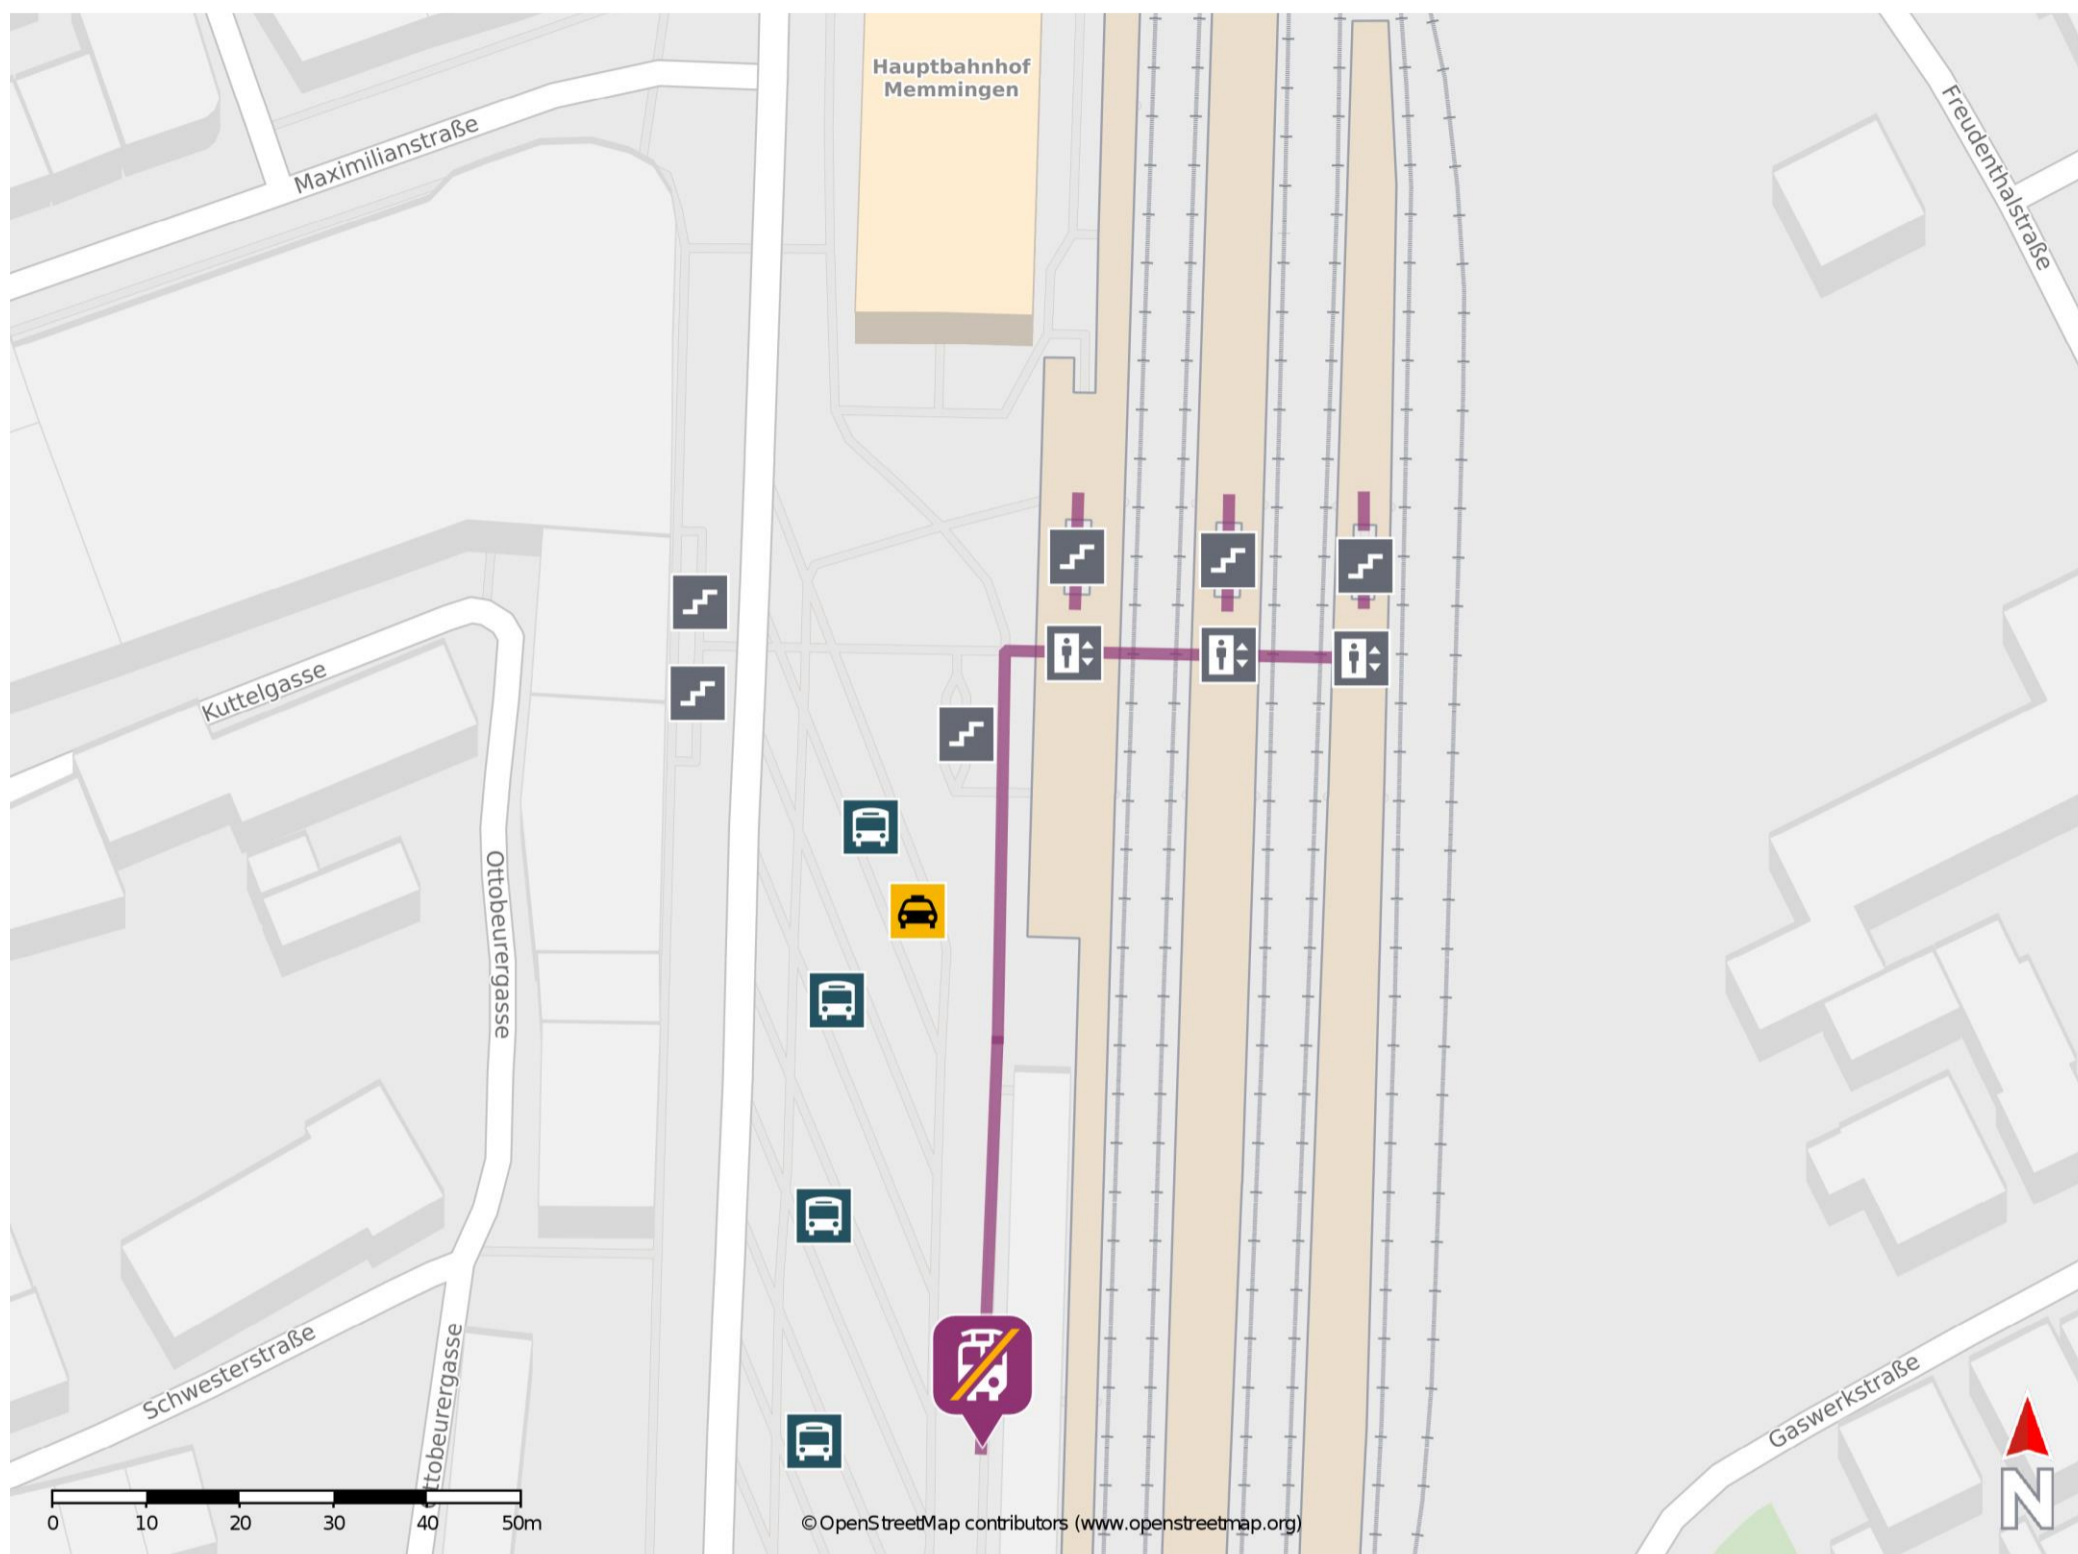 Hauptbahnhof
Memmingen
Maximilianstraße
Freudenthalstraße
Kuttelgasse
Ottobeurergasse
Schwesterstraße
ttobeurergasse
Gaswerkstraße
N
0 10 20 30 40 50m
© OpenStreetMap contributors (www.openstreetmap.org)